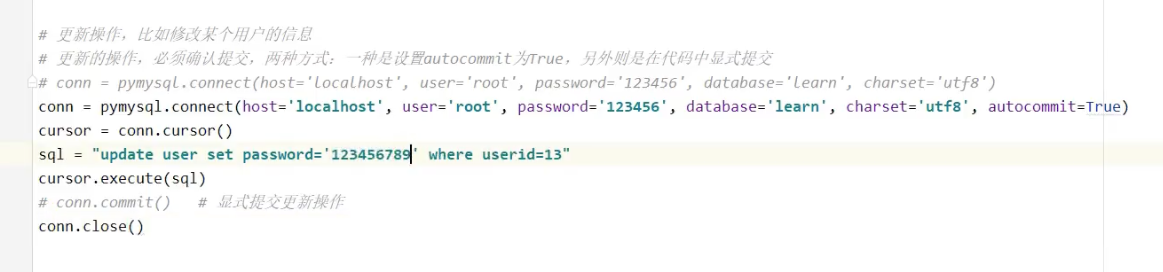 # 更新操作，比如修改某个用户的信息
# 更新的操作，必须确认提交，两种方式：一种是设置autocommit为True，另外则是在代码中显式提交
# conn = pymysql.connect(host='localhost', user='root', password='123456', database='learn', charset='utf8')
conn = pymysql.connect(host='localhost', user='root', password='123456', database='learn', charset='utf8', autocommit=True)
cursor = conn.cursor()
sql = "update user set password='123456789' where userid=13"
cursor.execute(sql)
# conn.commit()   # 显式提交更新操作
conn.close()